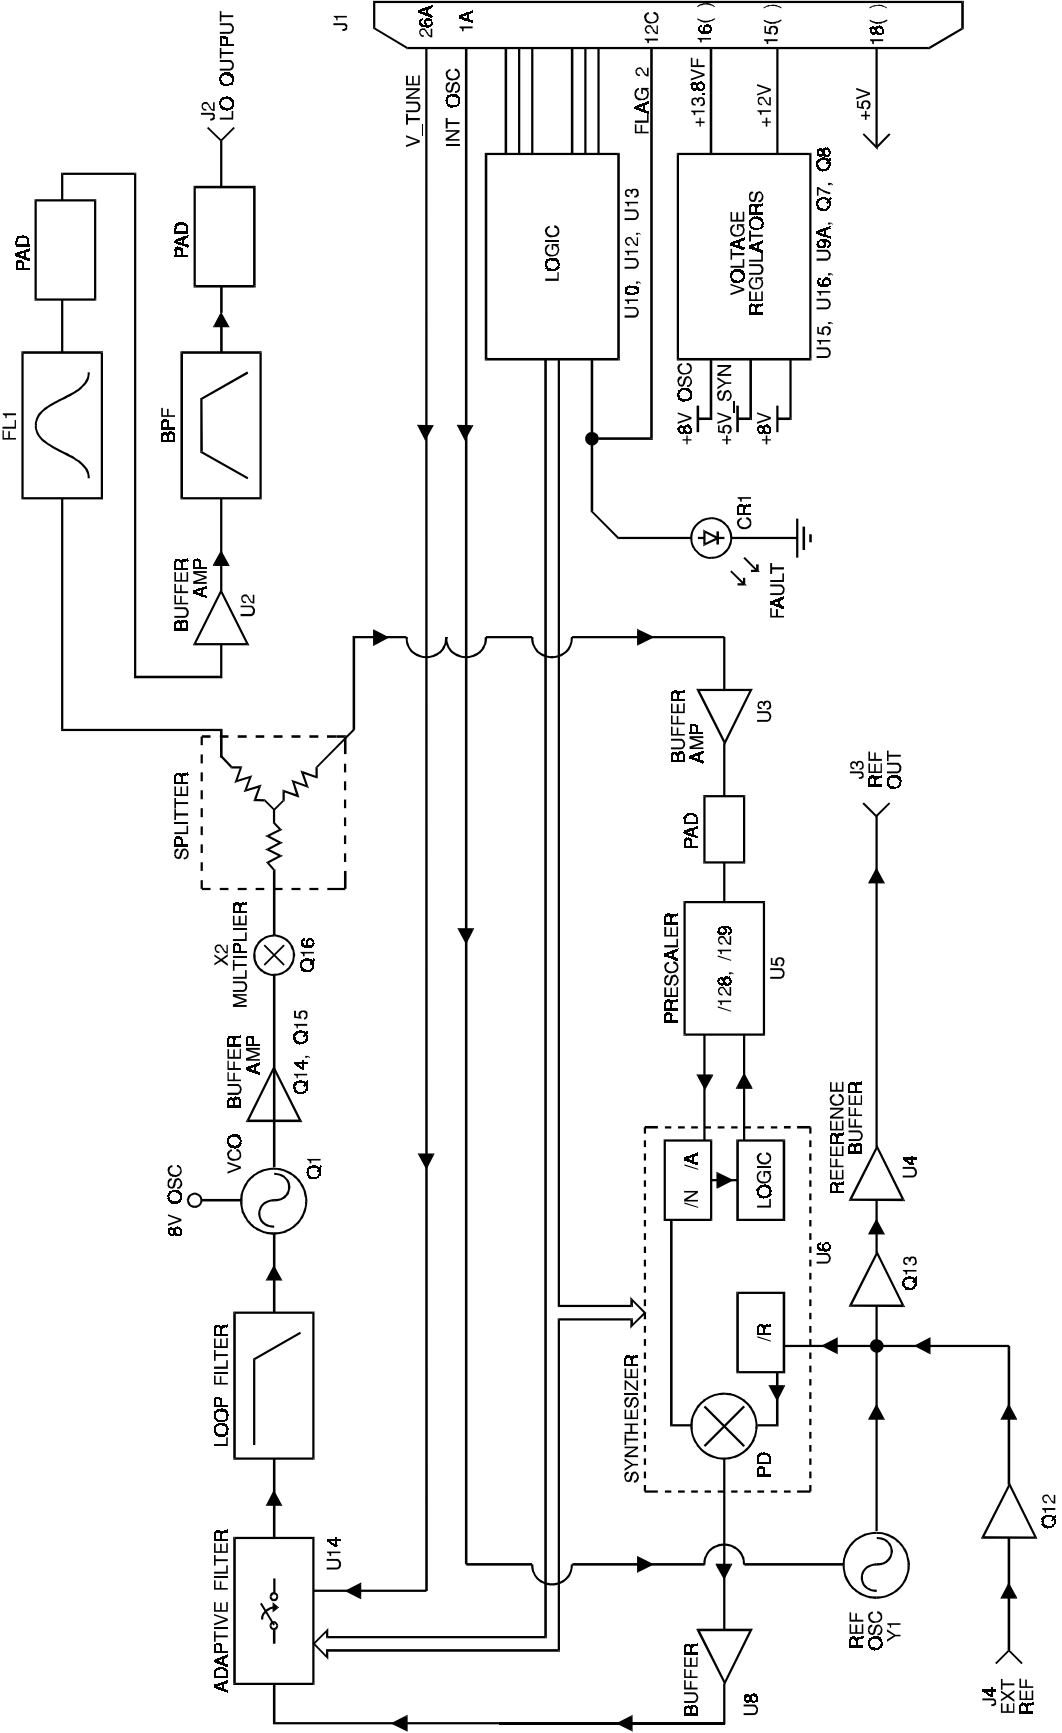 ADAPTIVE FILTER
U14
LOOP FILTER
8V OSC
VCO
Q1
BUFFER
AMP
Q14, Q15
X2
MULTIPLIER
Q16
SPLITTER
FL1
PAD
BUFFER
AMP
U2
BPF
PAD
J2
LO OUTPUT
J1
26A
1A
12C
16( )
15( )
18( )
V_TUNE
INT OSC
FLAG 2
+13.8VF
+12V
+5V
LOGIC
U10, U12, U13
VOLTAGE
REGULATORS
U15, U16, U9A, Q7, Q8
+8V OSC
+5V_SYN
+8V
CR1
FAULT
BUFFER
AMP
U3
PAD
PRESCALER
/128, /129
U5
SYNTHESIZER
/N /A
LOGIC
/R
PD
U6
BUFFER
U8
REF
OSC
Y1
J4
EXT
REF
Q12
Q13
REFERENCE
BUFFER
U4
J3
REF
OUT